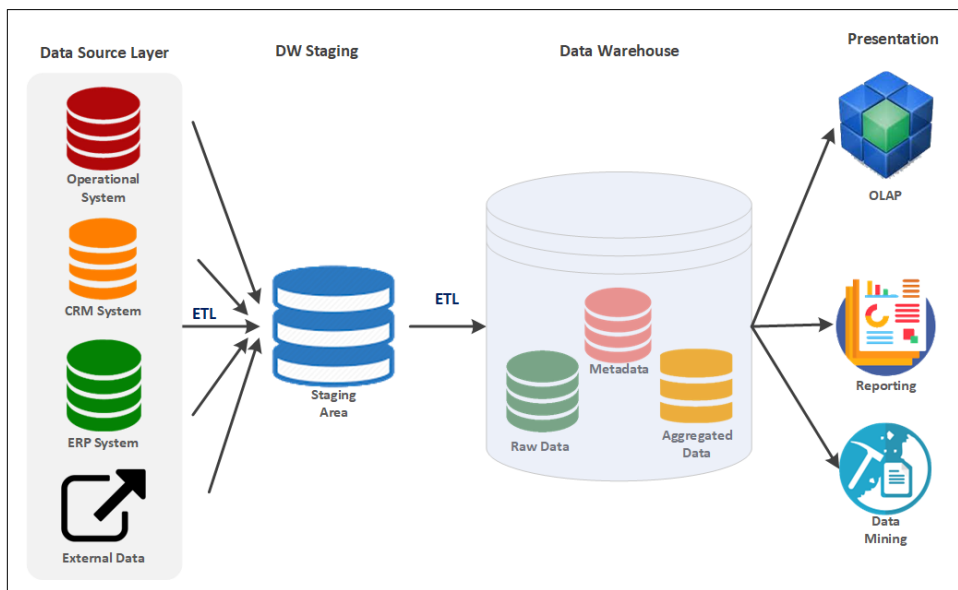 Data Source Layer
DW Staging
Data Warehouse
Presentation
Operational
System
CRM System
ERP System
External Data
ETL
Staging
Area
ETL
Metadata
Raw Data
Aggregated
Data
OLAP
Reporting
Data
Mining